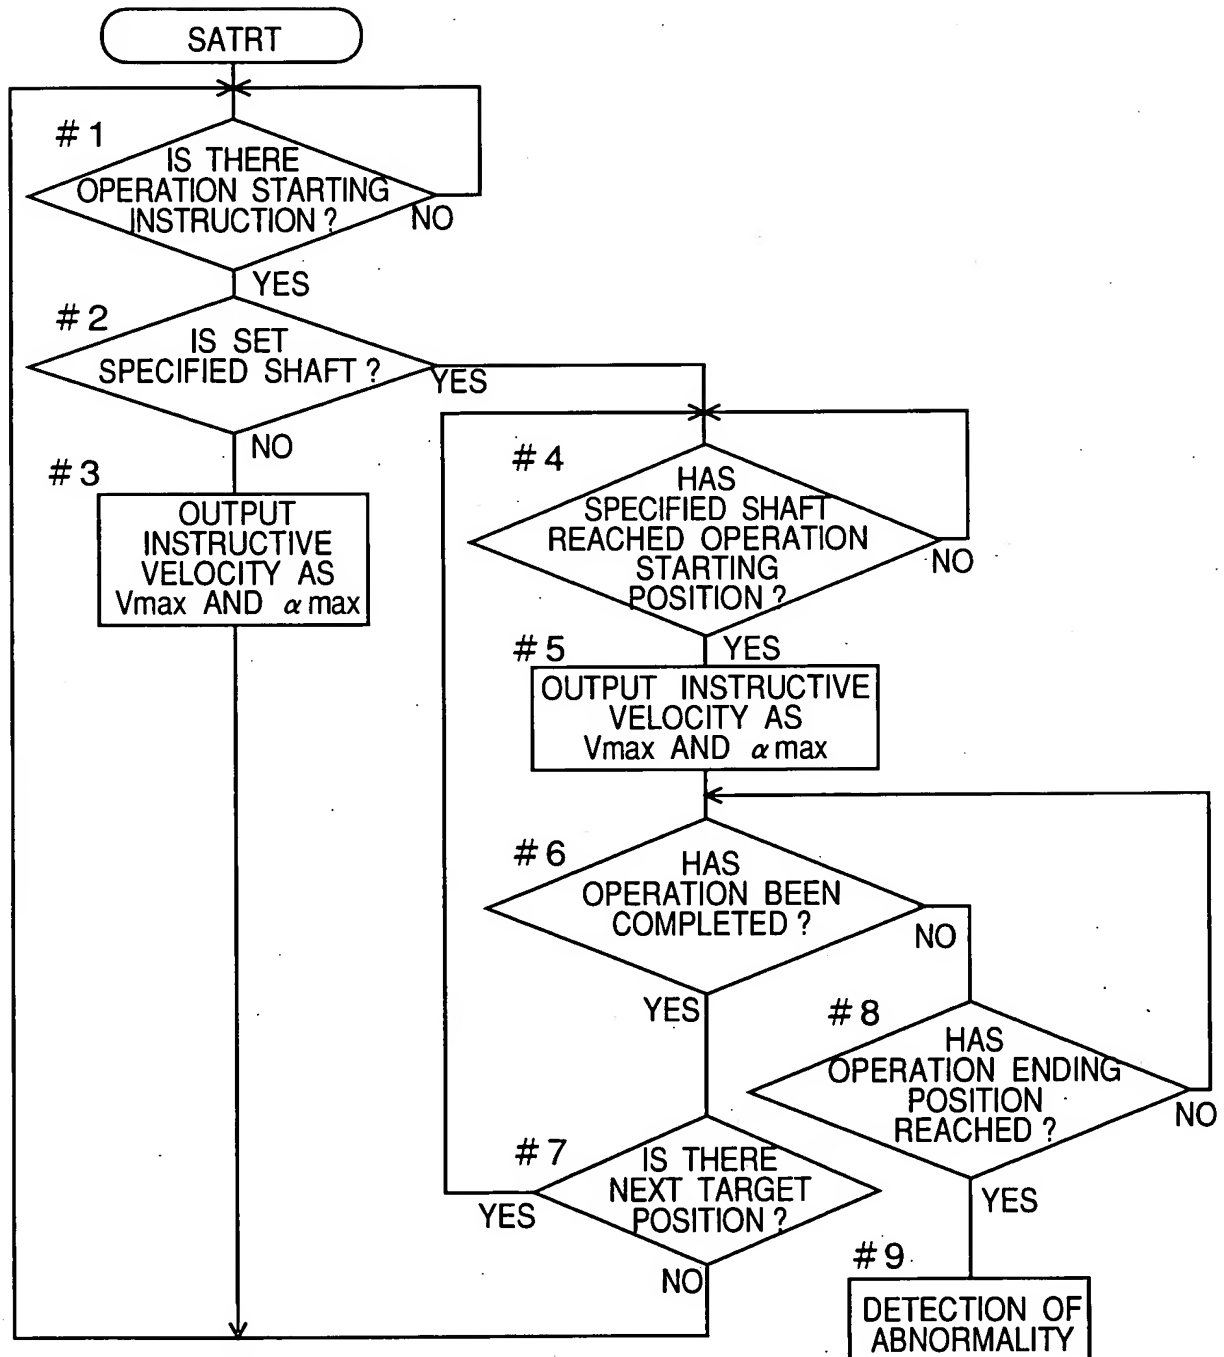 SATRT
#1
IS THERE
OPERATION STARTING
INSTRUCTION?
NO
YES
#2
IS SET
SPECIFIED SHAFT?
YES
NO
#3
OUTPUT
INSTRUCTIVE
VELOCITY AS
Vmax AND α max
#4
HAS
SPECIFIED SHAFT
REACHED OPERATION
STARTING
POSITION?
NO
YES
#5
OUTPUT INSTRUCTIVE
VELOCITY AS
Vmax AND α max
#6
HAS
OPERATION BEEN
COMPLETED?
NO
YES
#8
HAS
OPERATION ENDING
POSITION
REACHED?
NO
YES
#7
IS THERE
NEXT TARGET
POSITION?
YES
NO
#9
DETECTION OF
ABNORMALITY